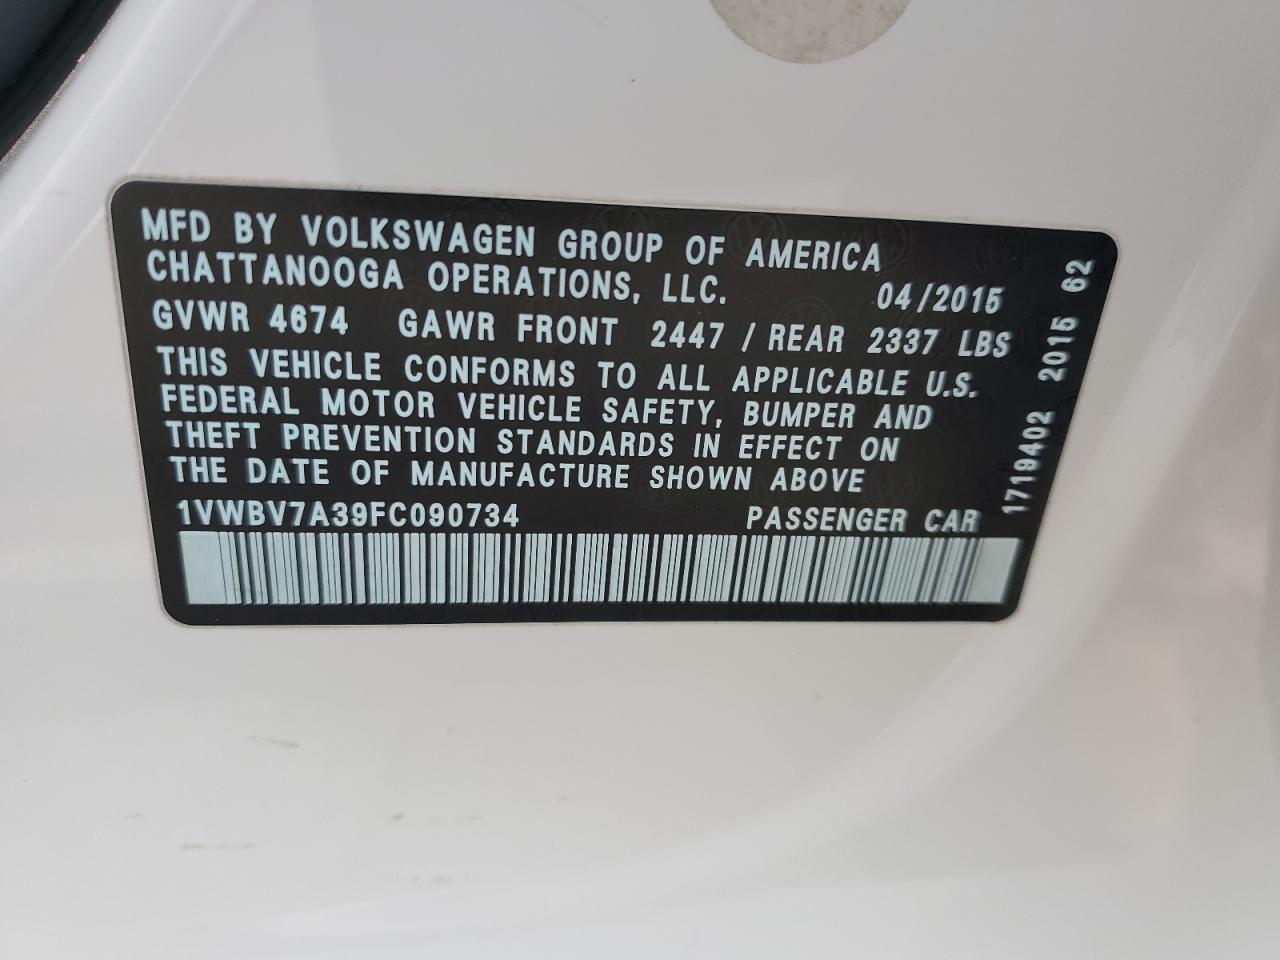 MFD BY VOLKSWAGEN GROUP OF AMERICA
CHATTANOOGA OPERATIONS, LLC. 04/2015
GVWR 4674 GAWR FRONT 2447 / REAR 2337 LBS
THIS VEHICLE CONFORMS TO ALL APPLICABLE U.S.
FEDERAL MOTOR VEHICLE SAFETY, BUMPER AND
THEFT PREVENTION STANDARDS IN EFFECT ON
THE DATE OF MANUFACTURE SHOWN ABOVE
1VWBV7A39FC090734 PASSENGER CAR
1719402 2015 62